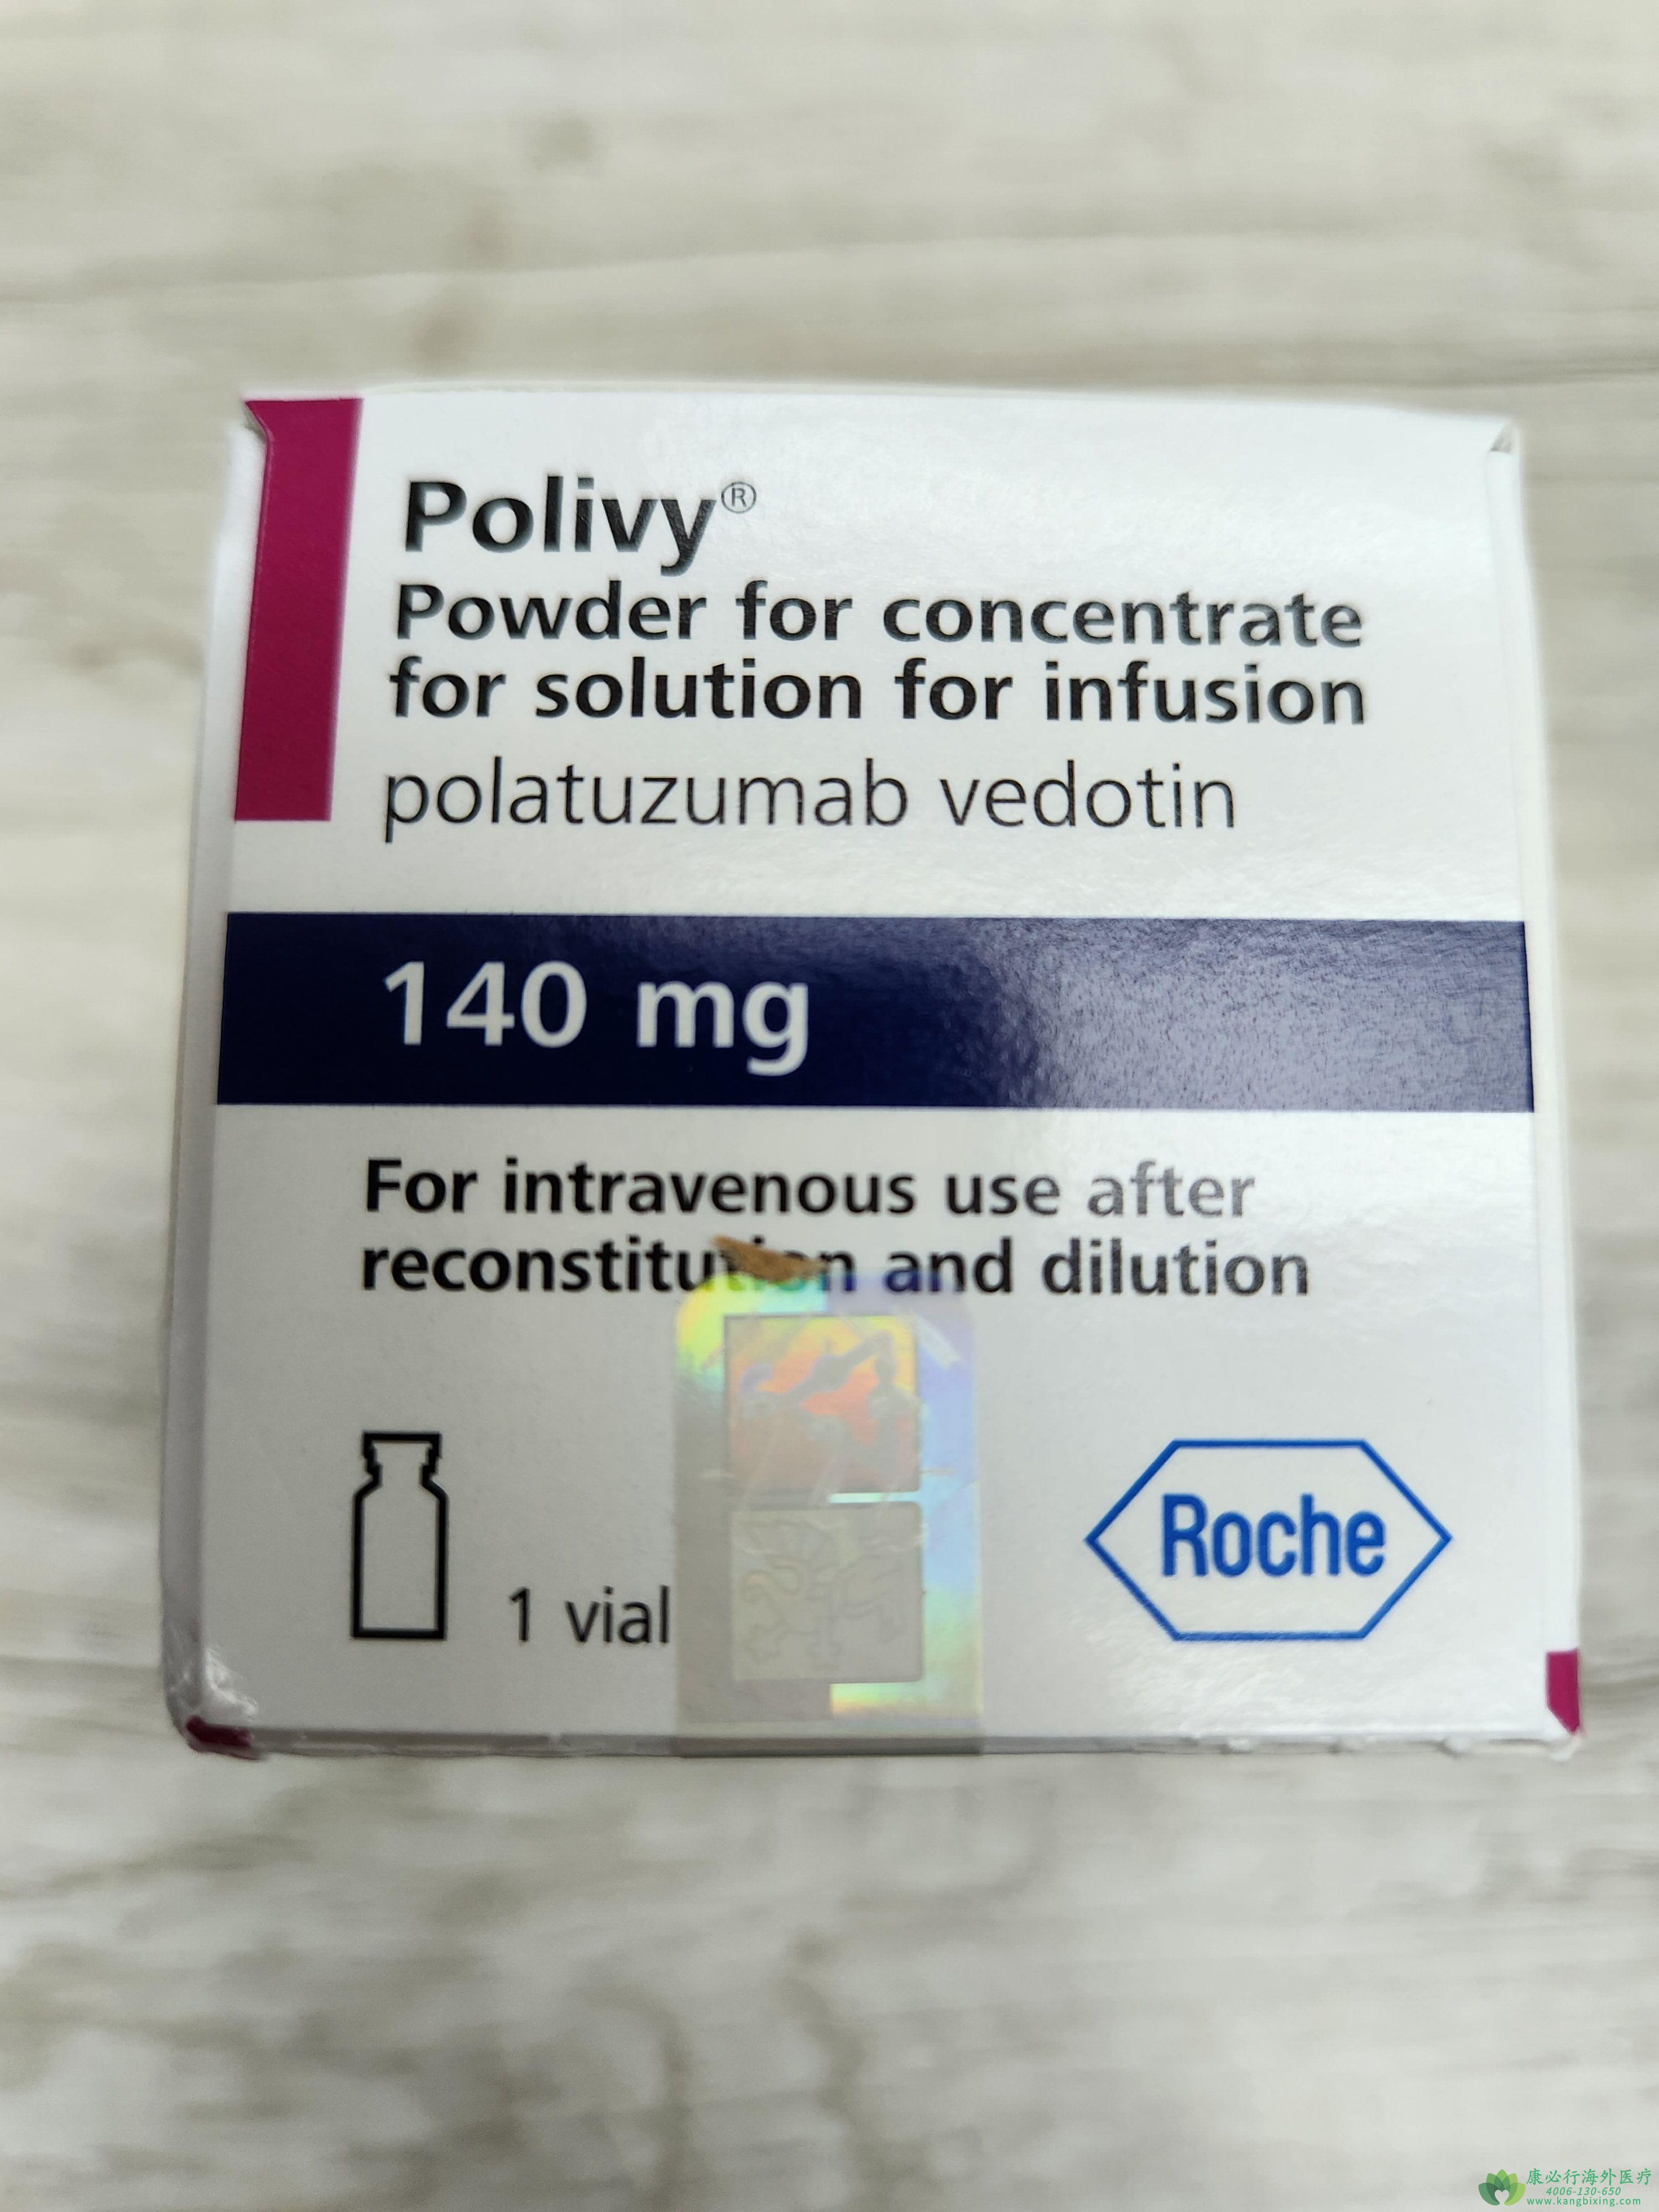 Polivy®
Powder for concentrate
for solution for infusion
polatuzumab vedotin
140 mg
For intravenous use after
reconstitution and dilution
1 vial
Roche
康必行海外医疗
4006-130-650
www.kangbixing.com